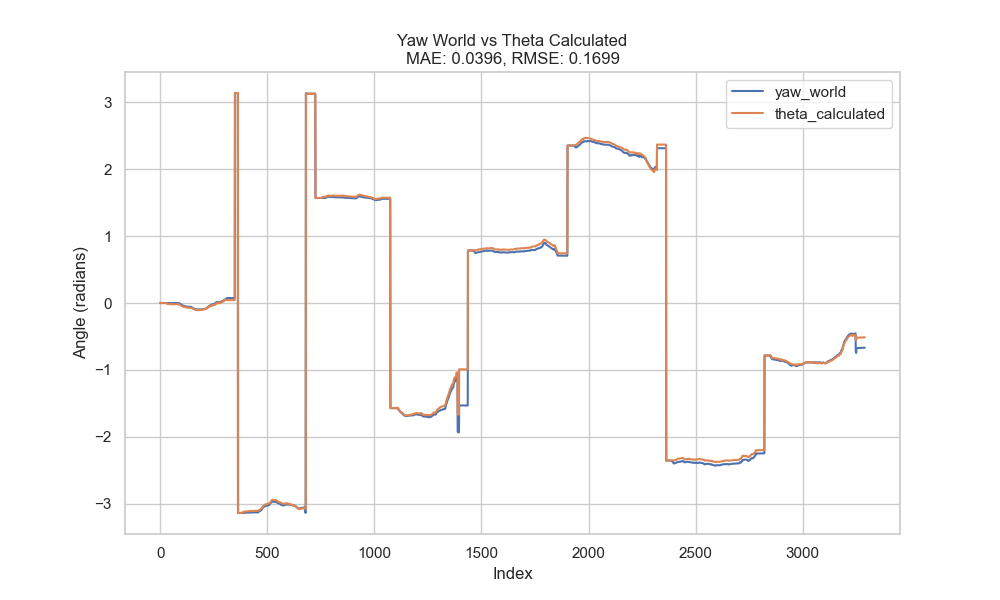 Yaw World vs Theta Calculated
MAE: 0.0396, RMSE: 0.1699
yaw_world
theta_calculated
3
2
1
0
−1
−2
−3
Angle (radians)
0
500
1000
1500
2000
2500
3000
Index